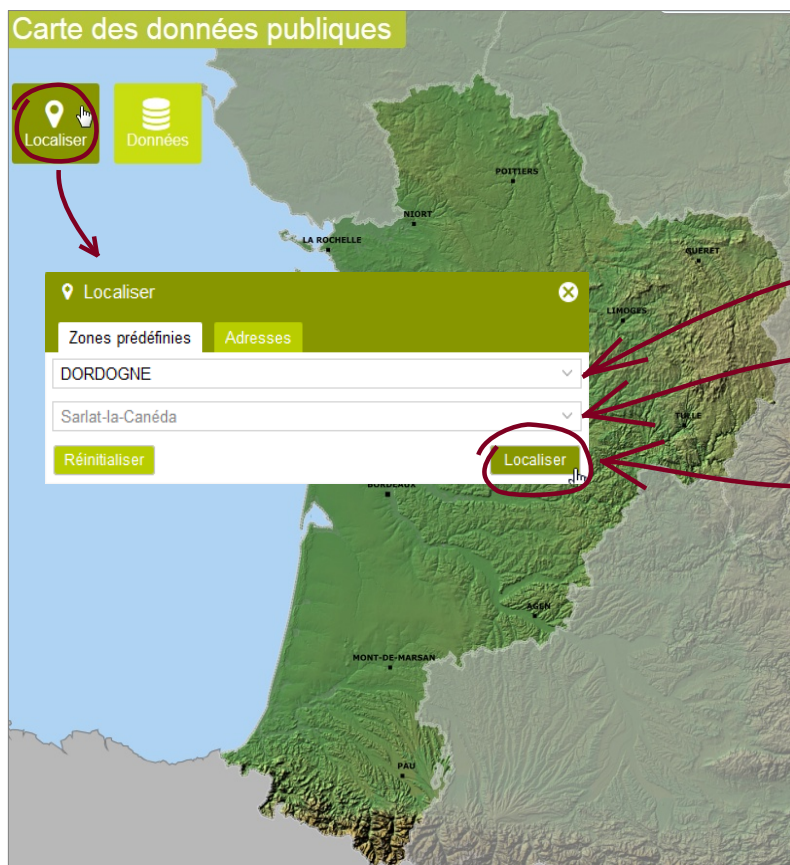 Carte des données publiques
Localiser
Données
POITIERS
NIORT
LA ROCHELLE
GUERET
Localiser
LIMOGES
Zones prédéfinies
Adresses
DORDOGNE
Sarlat-la-Canéda
TULLE
Réinitialiser
Localiser
BORDEAUX
AGEN
MONT-DE-MARSAN
PAU